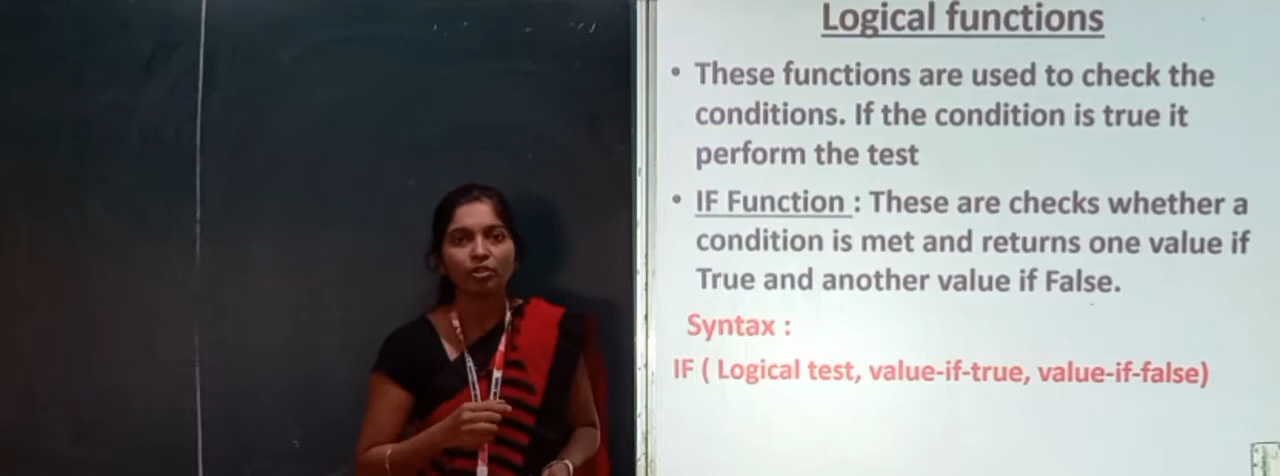 Logical functions
• These functions are used to check the
conditions. If the condition is true it
perform the test
• IF Function : These are checks whether a
condition is met and returns one value if
True and another value if False.
Syntax :
IF ( Logical test, value-if-true, value-if-false)